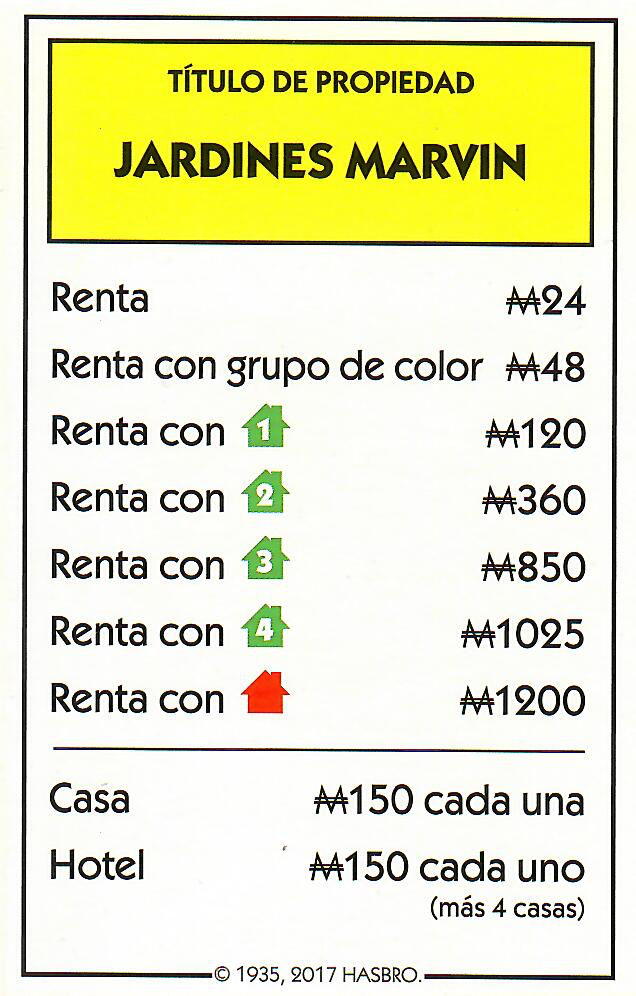 TÍTULO DE PROPIEDAD
JARDINES MARVIN
Renta ₩24
Renta con grupo de color ₩48
Renta con 1 ₩120
Renta con 2 ₩360
Renta con 3 ₩850
Renta con 4 ₩1025
Renta con ₩1200
Casa ₩150 cada una
Hotel ₩150 cada uno
(más 4 casas)
© 1935, 2017 HASBRO.